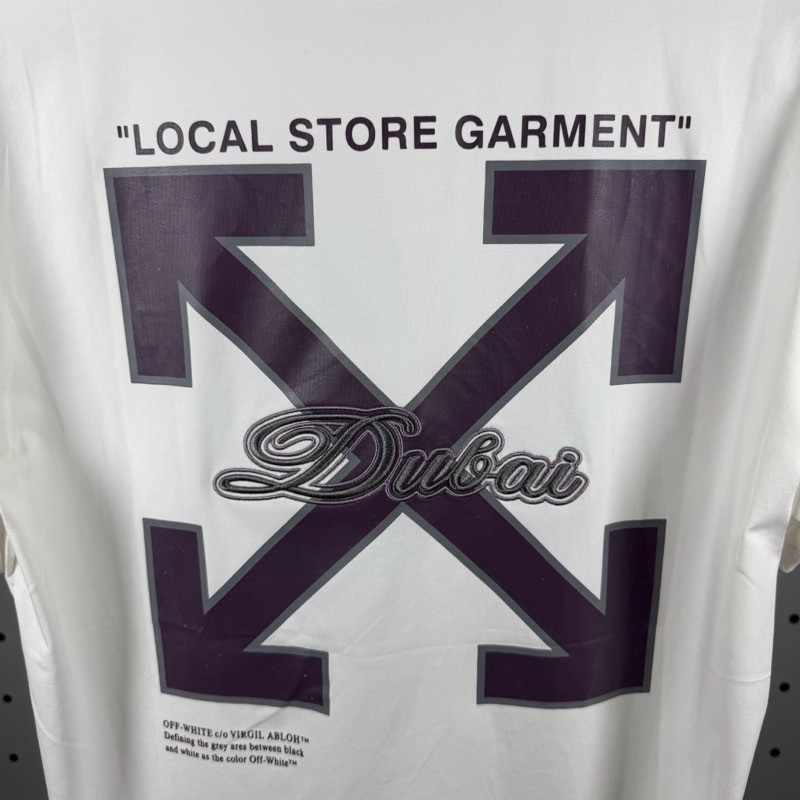 "LOCAL STORE GARMENT"
Dubai
OFF-WHITE c/o VIRGIL ABLOH™
Defining the grey ares between black
and white as the color Off-White™